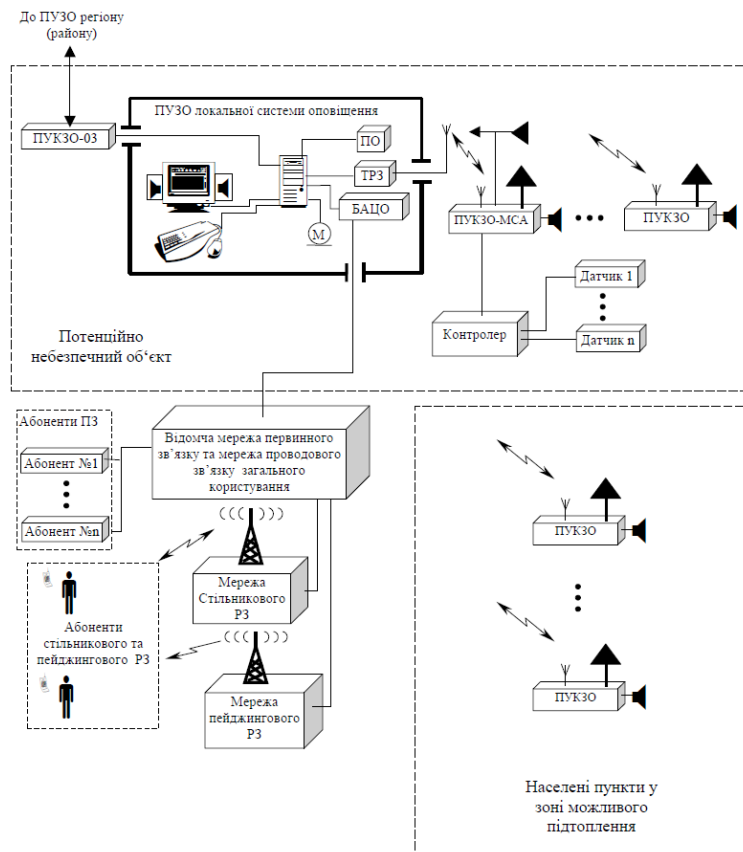 До ПУЗО регіону
(району)
ПУКЗО-03
ПУЗО локальної системи оповіщення
ПО
ТРЗ
БАЦО
М
ПУКЗО-МСА
ПУКЗО
Датчик 1
Контролер
Датчик n
Потенційно
небезпечний об‘єкт
Абоненти ПЗ
Абонент №1
Абонент №n
Відомча мережа первинного
зв’язку та мережа проводового
зв’язку загального
користування
Мережа
Стільникового
РЗ
Абоненти
стільникового та
пейджингового РЗ
Мережа
пейджингового
РЗ
ПУКЗО
ПУКЗО
Населені пункти у
зоні можливого
підтоплення